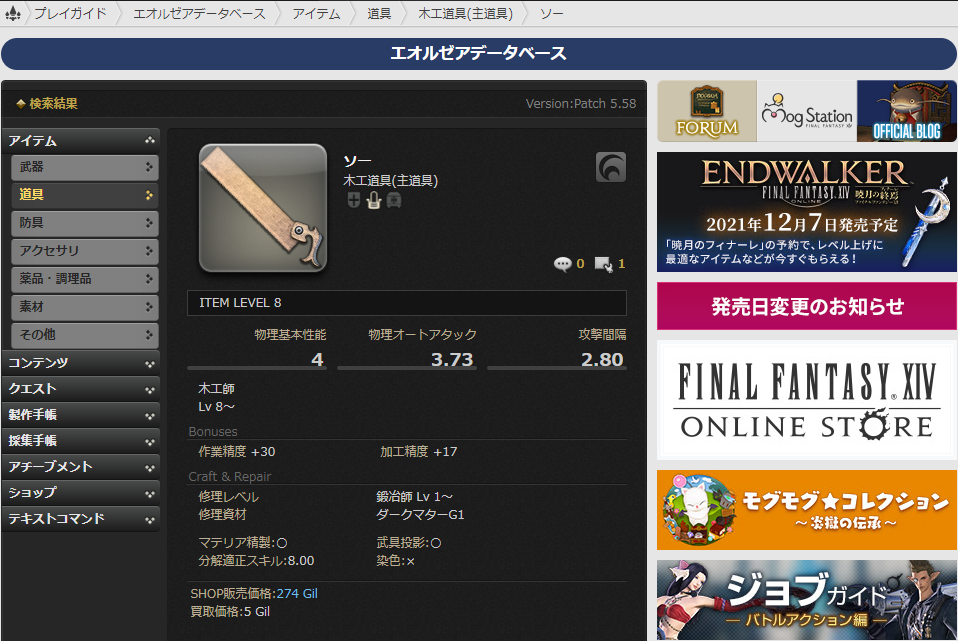 プレイガイド エオルゼアデータベース アイテム 道具 木工道具(主道具) ソー
エオルゼアデータベース
検索結果
Version:Patch 5.58
アイテム
武器
道具
防具
アクセサリ
薬品・調理品
素材
その他
コンテンツ
クエスト
製作手帳
採集手帳
アチーブメント
ショップ
テキストコマンド
ソー
木工道具(主道具)
0 1
ITEM LEVEL 8
物理基本性能 物理オートアタック 攻撃間隔
4 3.73 2.80
木工師
Lv 8～
Bonuses
作業精度 +30 加工精度 +17
Craft & Repair
修理レベル 鍛冶師 Lv 1～
修理資材 ダークマターG1
マテリア精製:○ 武具投影:○
分解適正スキル:8.00 染色:×
SHOP販売価格:274 Gil
買取価格:5 Gil
FORUM
Mog Station
FINAL FANTASY
OFFICIAL BLOG
ENDWALKER
FINAL FANTASY XIV 暁月の終焉
ONLINE
2021年12月7日発売予定
「暁月のフィナーレ」の予約で、レベル上げに
最適なアイテムなどが今すぐもらえる！
発売日変更のお知らせ
FINAL FANTASY XIV
ONLINE STORE
モグモグ★コレクション
～炎獄の伝承～
ジョブガイド
ー バトルアクション編 ー